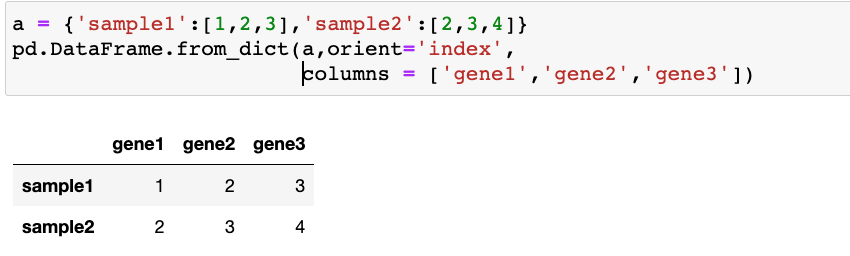 a = {'sample1':[1,2,3],'sample2':[2,3,4]}
pd.DataFrame.from_dict(a,orient='index',
columns = ['gene1','gene2','gene3'])
gene1 gene2 gene3
sample1 1 2 3
sample2 2 3 4